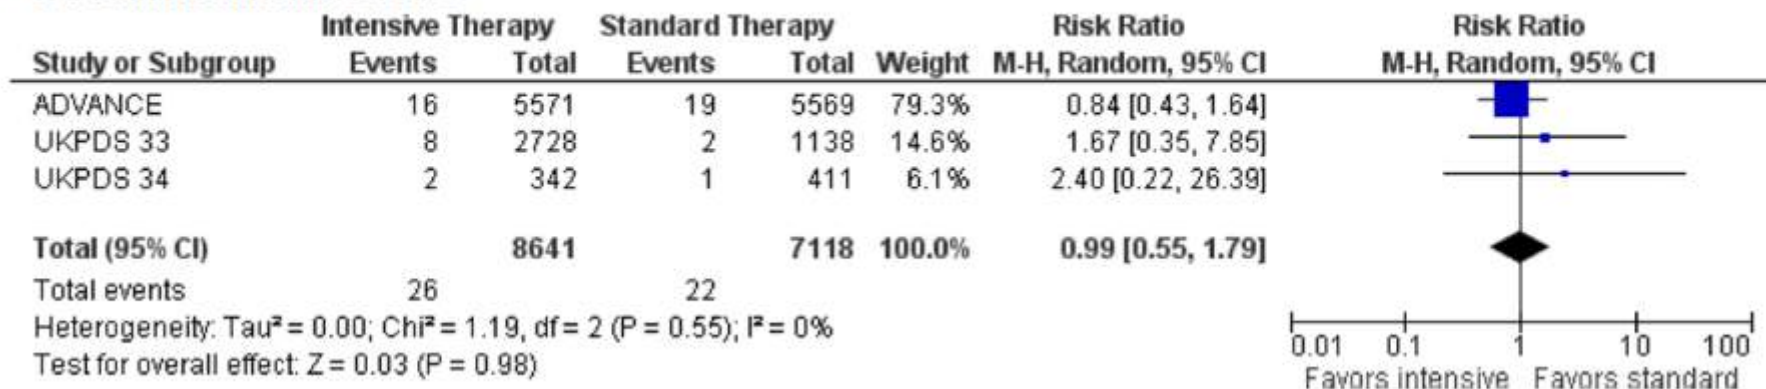 Intensive Therapy Standard Therapy Risk Ratio Risk Ratio
Study or Subgroup Events Total Events Total Weight M-H, Random, 95% CI M-H, Random, 95% CI
ADVANCE 16 5571 19 5569 79.3% 0.84 [0.43, 1.64]
UKPDS 33 8 2728 2 1138 14.6% 1.67 [0.35, 7.85]
UKPDS 34 2 342 1 411 6.1% 2.40 [0.22, 26.39]
Total (95% CI) 8641 7118 100.0% 0.99 [0.55, 1.79]
Total events 26 22
Heterogeneity: Tau² = 0.00; Chi² = 1.19, df = 2 (P = 0.55); I² = 0%
Test for overall effect: Z = 0.03 (P = 0.98)
0.01 0.1 1 10 100
Favors intensive Favors standard